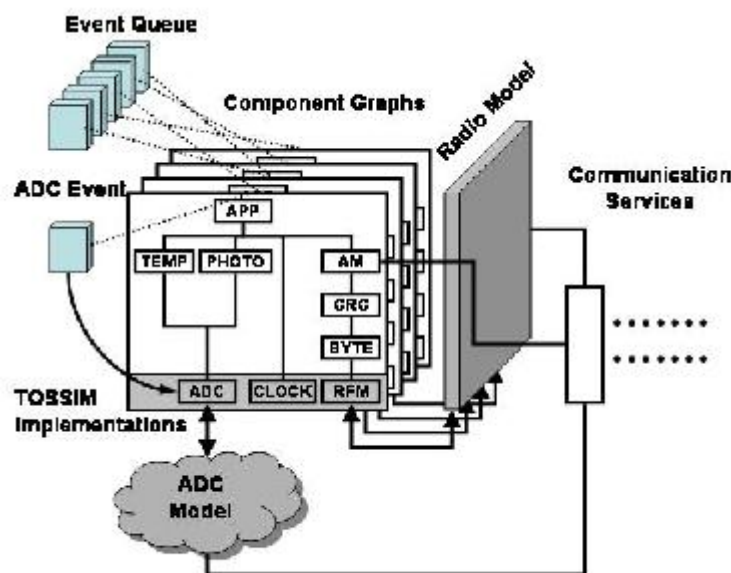 Event Queue
Component Graphs
Radio Model
ADC Event
Communication
Services
APP
TEMP
PHOTO
AM
CRC
BYTE
ADC
CLOCK
RFM
TOSSIM
Implementations
ADC
Model